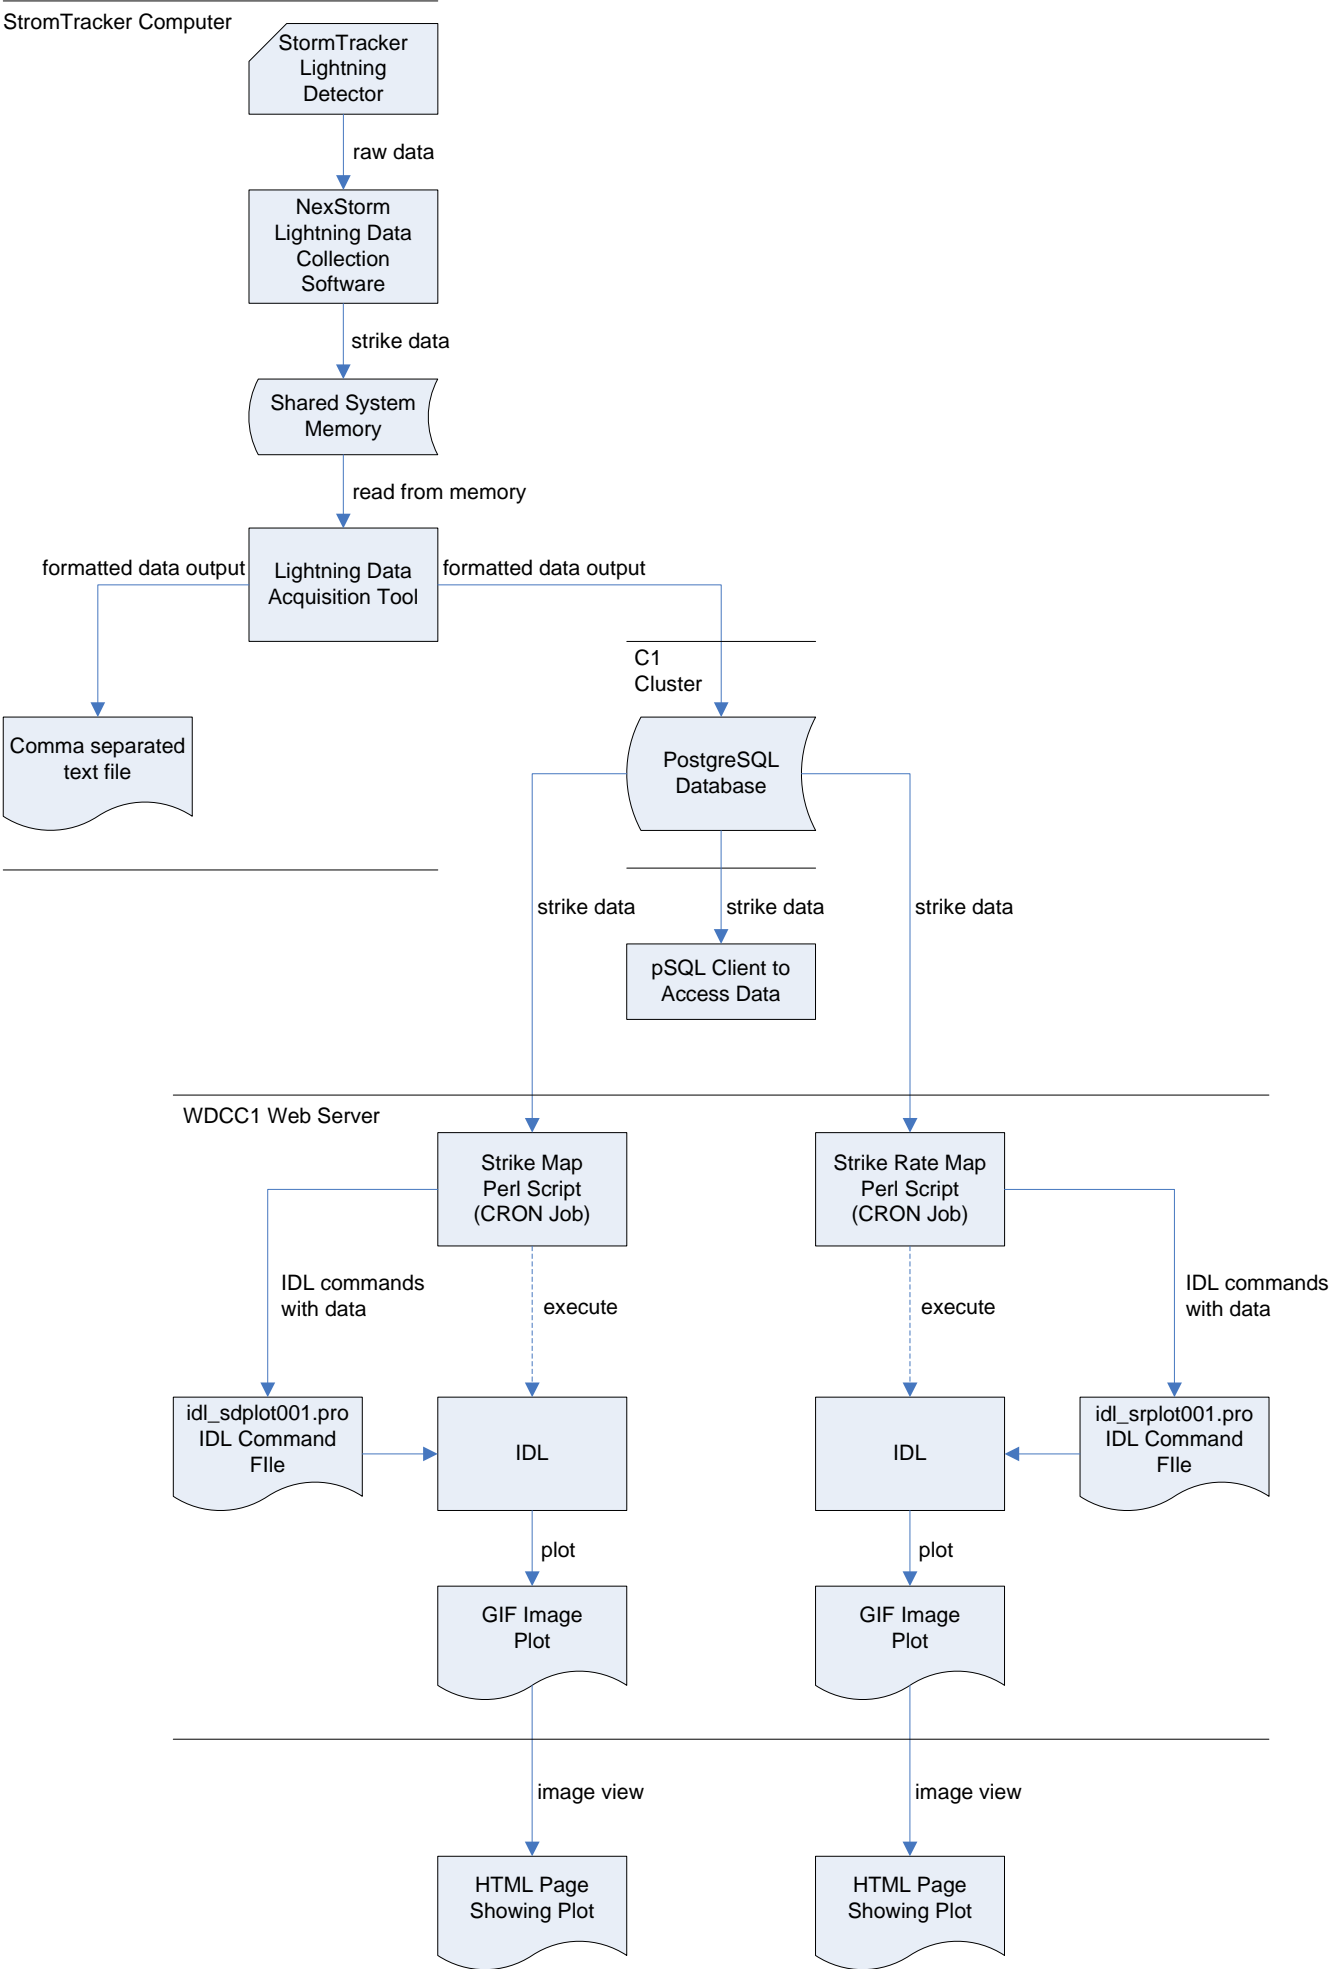 StromTracker Computer
StormTracker
Lightning
Detector
raw data
NexStorm
Lightning Data
Collection
Software
strike data
Shared System
Memory
read from memory
formatted data output
Lightning Data
Acquisition Tool
formatted data output
C1
Cluster
Comma separated
text file
PostgreSQL
Database
strike data
strike data
strike data
pSQL Client to
Access Data
WDCC1 Web Server
Strike Map
Perl Script
(CRON Job)
Strike Rate Map
Perl Script
(CRON Job)
IDL commands
with data
execute
execute
IDL commands
with data
idl_sdplot001.pro
IDL Command
FIle
IDL
IDL
idl_srplot001.pro
IDL Command
FIle
plot
plot
GIF Image
Plot
GIF Image
Plot
image view
image view
HTML Page
Showing Plot
HTML Page
Showing Plot